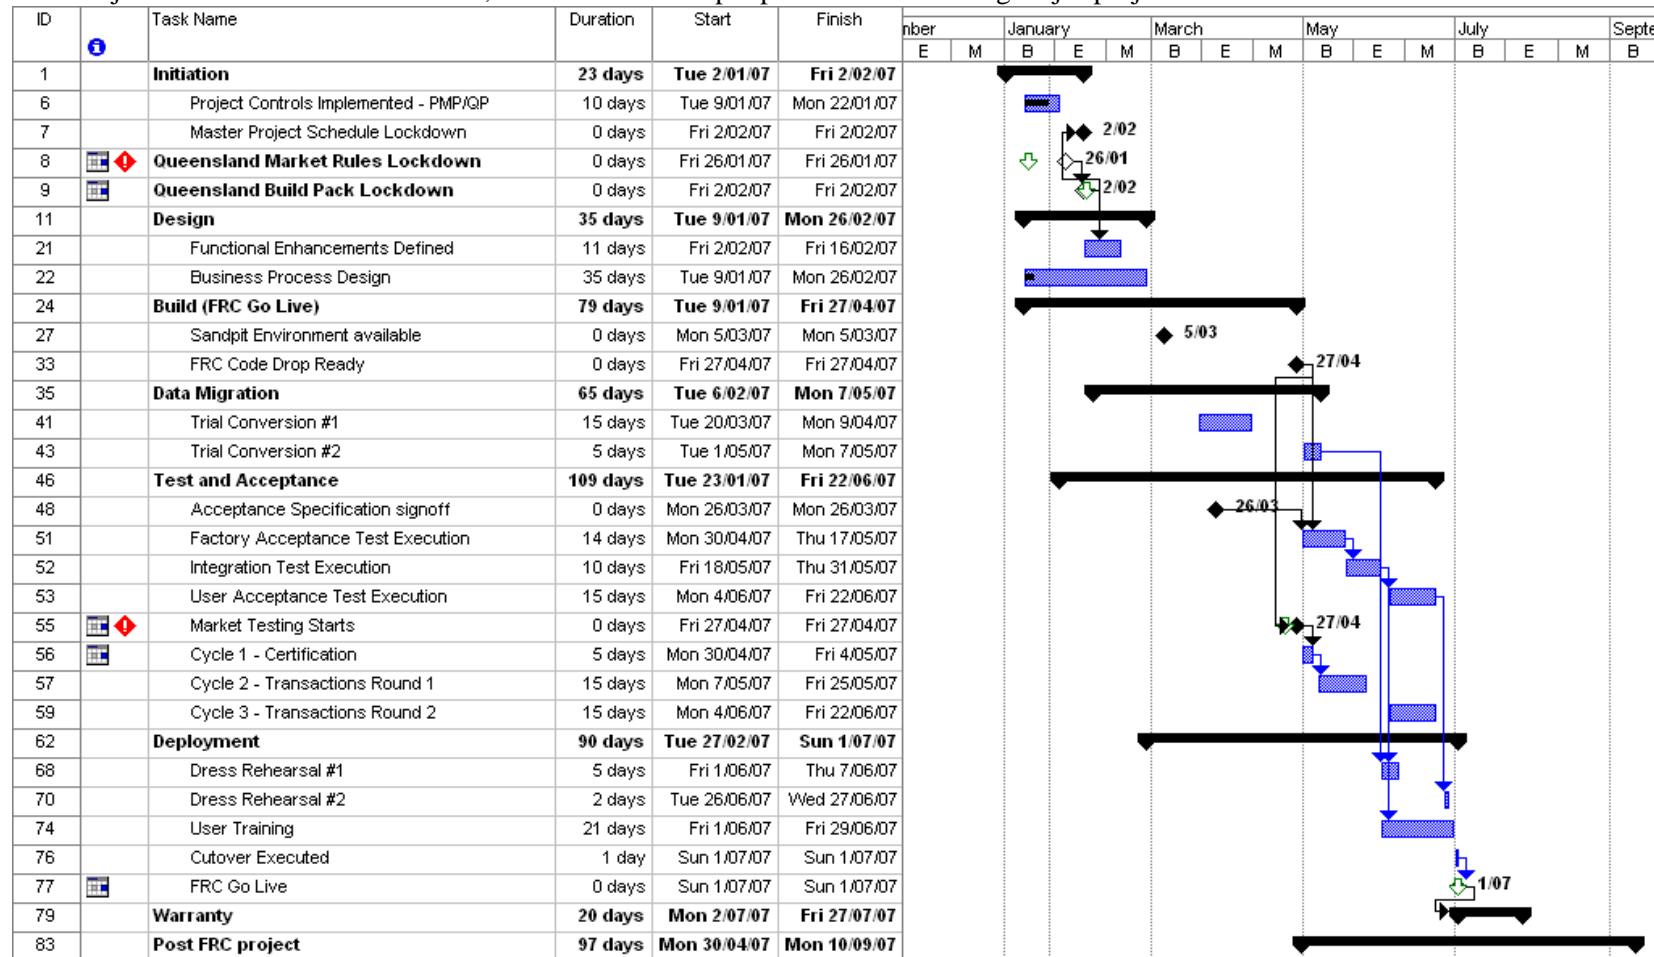 ID Task Name Duration Start Finish
nber January March May July Septe
E M B E M B E M B E M B E M B
1 Initiation 23 days Tue 2/01/07 Fri 2/02/07
6 Project Controls Implemented - PMP/QP 10 days Tue 9/01/07 Mon 22/01/07
7 Master Project Schedule Lockdown 0 days Fri 2/02/07 Fri 2/02/07 2/02
8 Queensland Market Rules Lockdown 0 days Fri 26/01/07 Fri 26/01/07 26/01
9 Queensland Build Pack Lockdown 0 days Fri 2/02/07 Fri 2/02/07 2/02
11 Design 35 days Tue 9/01/07 Mon 26/02/07
21 Functional Enhancements Defined 11 days Fri 2/02/07 Fri 16/02/07
22 Business Process Design 35 days Tue 9/01/07 Mon 26/02/07
24 Build (FRC Go Live) 79 days Tue 9/01/07 Fri 27/04/07
27 Sandpit Environment available 0 days Mon 5/03/07 Mon 5/03/07 5/03
33 FRC Code Drop Ready 0 days Fri 27/04/07 Fri 27/04/07 27/04
35 Data Migration 65 days Tue 6/02/07 Mon 7/05/07
41 Trial Conversion #1 15 days Tue 20/03/07 Mon 9/04/07
43 Trial Conversion #2 5 days Tue 1/05/07 Mon 7/05/07
46 Test and Acceptance 109 days Tue 23/01/07 Fri 22/06/07
48 Acceptance Specification signoff 0 days Mon 26/03/07 Mon 26/03/07 26/03
51 Factory Acceptance Test Execution 14 days Mon 30/04/07 Thu 17/05/07
52 Integration Test Execution 10 days Fri 18/05/07 Thu 31/05/07
53 User Acceptance Test Execution 15 days Mon 4/06/07 Fri 22/06/07
55 Market Testing Starts 0 days Fri 27/04/07 Fri 27/04/07 27/04
56 Cycle 1 - Certification 5 days Mon 30/04/07 Fri 4/05/07
57 Cycle 2 - Transactions Round 1 15 days Mon 7/05/07 Fri 25/05/07
59 Cycle 3 - Transactions Round 2 15 days Mon 4/06/07 Fri 22/06/07
62 Deployment 90 days Tue 27/02/07 Sun 1/07/07
68 Dress Rehearsal #1 5 days Fri 1/06/07 Thu 7/06/07
70 Dress Rehearsal #2 2 days Tue 26/06/07 Wed 27/06/07
74 User Training 21 days Fri 1/06/07 Fri 29/06/07
76 Cutover Executed 1 day Sun 1/07/07 Sun 1/07/07
77 FRC Go Live 0 days Sun 1/07/07 Sun 1/07/07 1/07
79 Warranty 20 days Mon 2/07/07 Fri 27/07/07
83 Post FRC project 97 days Mon 30/04/07 Mon 10/09/07